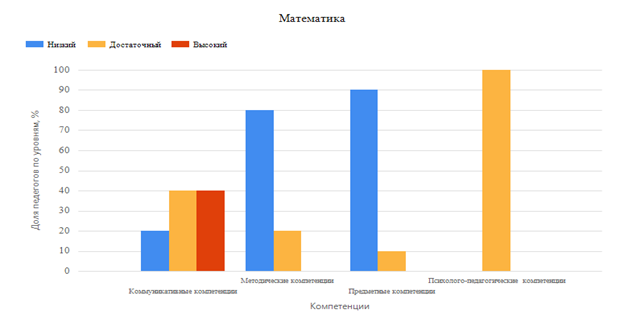 Математика
Низкий Достаточный Высокий
Доля педегогов по уровням, %
100
90
80
70
60
50
40
30
20
10
0
Коммуникативные компетенции
Методические компетенции
Предметные компетенции
Психолого-педагогические компетенции
Компетенции